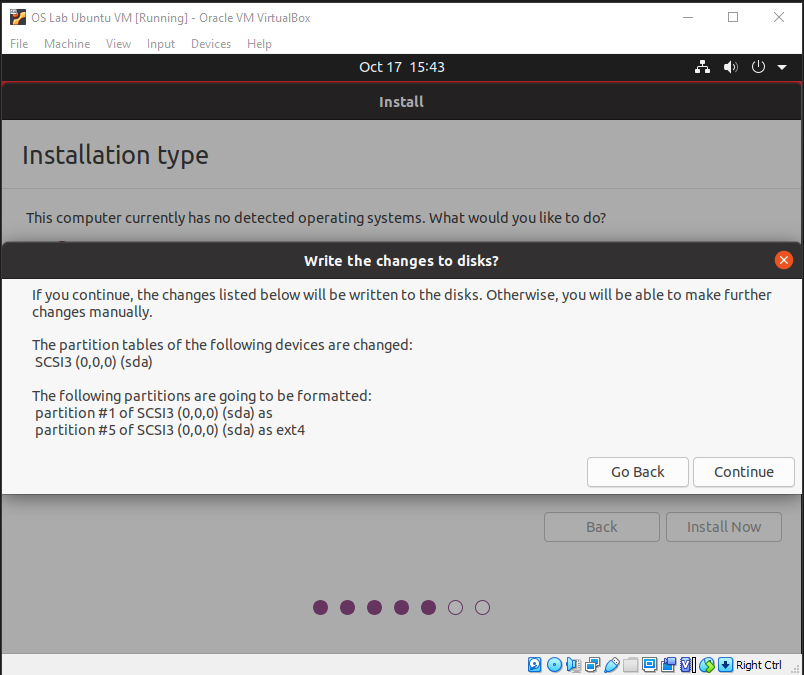 OS Lab Ubuntu VM [Running] - Oracle VM VirtualBox
File Machine View Input Devices Help
Oct 17 15:43
Install
Installation type
This computer currently has no detected operating systems. What would you like to do?
Write the changes to disks?
If you continue, the changes listed below will be written to the disks. Otherwise, you will be able to make further
changes manually.
The partition tables of the following devices are changed:
SCSI3 (0,0,0) (sda)
The following partitions are going to be formatted:
partition #1 of SCSI3 (0,0,0) (sda) as
partition #5 of SCSI3 (0,0,0) (sda) as ext4
Go Back Continue
Back Install Now
Right Ctrl